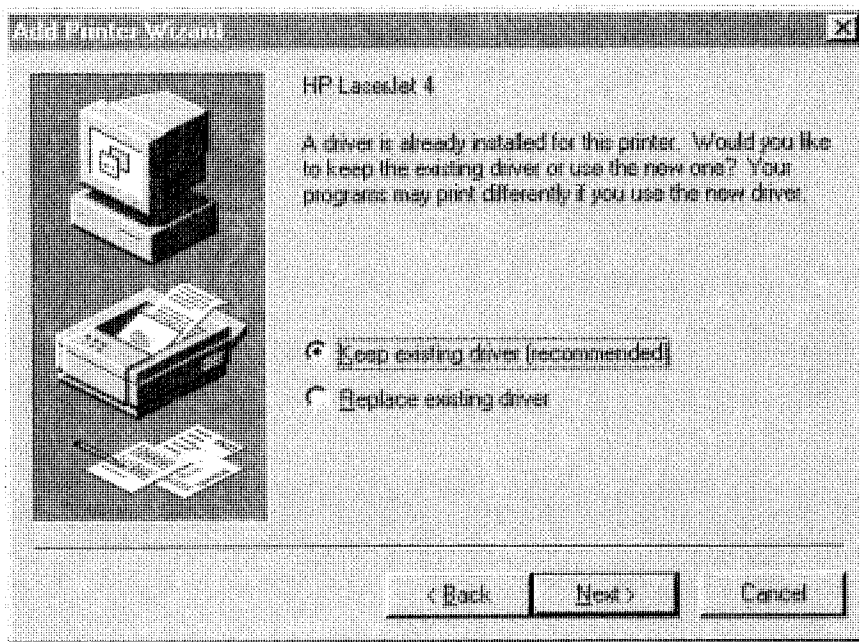 Add Printer Wizard
HP LaserJet 4
A driver is already installed for this printer. Would you like
to keep the existing driver or use the new one? Your
programs may print differently if you use the new driver.
Keep existing driver (recommended)
Replace existing driver
< Back
Next >
Cancel